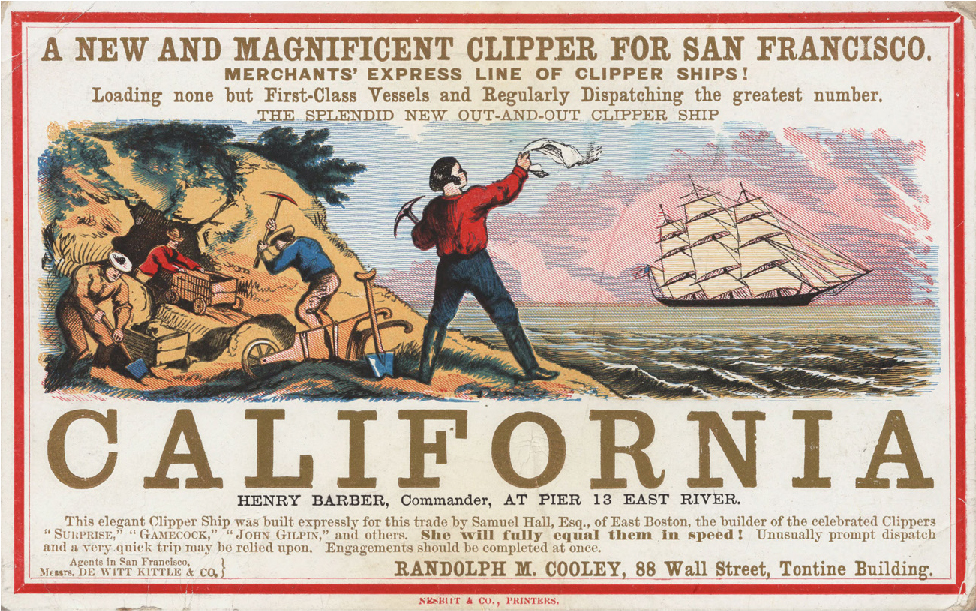 A NEW AND MAGNIFICENT CLIPPER FOR SAN FRANCISCO.
MERCHANTS' EXPRESS LINE OF CLIPPER SHIPS!
Loading none but First-Class Vessels and Regularly Dispatching the greatest number.
THE SPLENDID NEW OUT-AND-OUT CLIPPER SHIP
CALIFORNIA
HENRY BARBER, Commander, AT PIER 13 EAST RIVER.
This elegant Clipper Ship was built expressly for this trade by Samuel Hall, Esq., of East Boston, the builder of the celebrated Clippers
"SURPRISE," "GAMECOCK," "JOHN GILPIN," and others. She will fully equal them in speed! Unusually prompt dispatch
and a very quick trip may be relied upon. Engagements should be completed at once.
Agents in San Francisco,
Messrs. DE WITT KITTLE & CO.}
RANDOLPH M. COOLEY, 88 Wall Street, Tontine Building.
NESBITT & CO., PRINTERS.